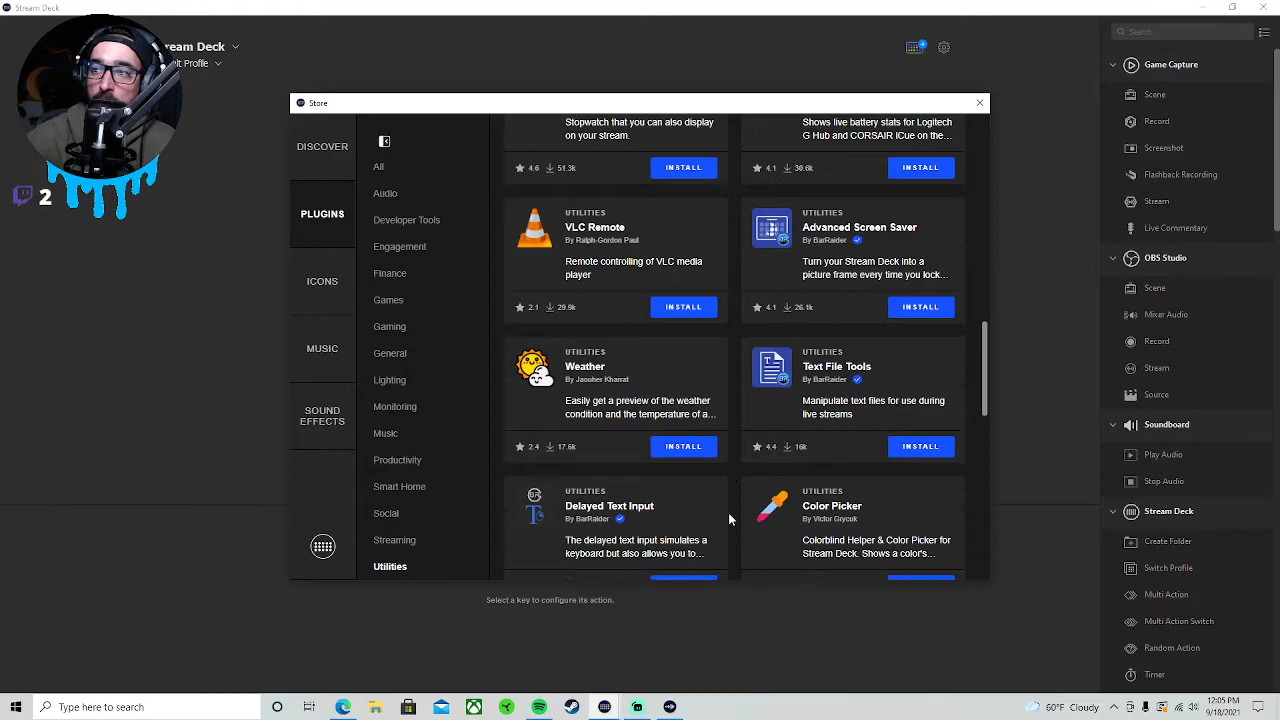 Stream Deck
ream Deck
ult Profile
2
Search
Store
DISCOVER
PLUGINS
ICONS
MUSIC
SOUND
EFFECTS
All
Audio
Developer Tools
Engagement
Finance
Games
Gaming
General
Lighting
Monitoring
Music
Productivity
Smart Home
Social
Streaming
Utilities
Stopwatch that you can also display
on your stream.
4.6 51.3k INSTALL
Shows live battery stats for Logitech
G Hub and CORSAIR iCue on the...
4.1 30.6k INSTALL
UTILITIES
VLC Remote
By Ralph-Gordon Paul
Remote controlling of VLC media
player
2.1 29.9k INSTALL
UTILITIES
Advanced Screen Saver
By BarRaider
Turn your Stream Deck into a
picture frame every time you lock...
4.1 26.1k INSTALL
UTILITIES
Weather
By Jaouher Kharrat
Easily get a preview of the weather
condition and the temperature of a...
2.4 17.6k INSTALL
UTILITIES
Text File Tools
By BarRaider
Manipulate text files for use during
live streams
4.4 16k INSTALL
UTILITIES
Delayed Text Input
By BarRaider
The delayed text input simulates a
keyboard but also allows you to...
UTILITIES
Color Picker
By Victor Grycuk
Colorblind Helper & Color Picker for
Stream Deck. Shows a color's...
Select a key to configure its action.
Game Capture
Scene
Record
Screenshot
Flashback Recording
Stream
Live Commentary
OBS Studio
Scene
Mixer Audio
Record
Stream
Source
Soundboard
Play Audio
Stop Audio
Stream Deck
Create Folder
Switch Profile
Multi Action
Multi Action Switch
Random Action
Timer
Type here to search
60°F Cloudy
12:05 PM
9/18/2021